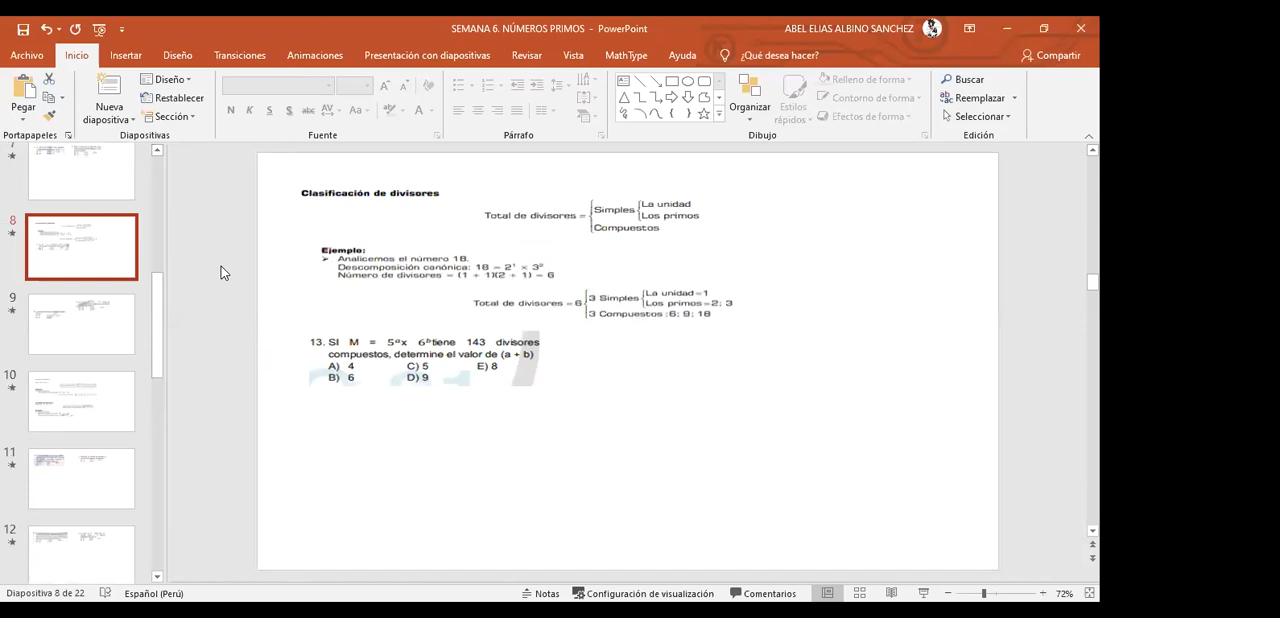 SEMANA 6. NÚMEROS PRIMOS - PowerPoint
ABEL ELIAS ALBINO SANCHEZ
Archivo Inicio Insertar Diseño Transiciones Animaciones Presentación con diapositivas Revisar Vista MathType Ayuda ¿Qué desea hacer? Compartir
Pegar
Nueva diapositiva
Diseño
Restablecer
Sección
N K S S abc AV Aa A
Organizar
Estilos rápidos
Relleno de forma
Contorno de forma
Efectos de forma
Buscar
Reemplazar
Seleccionar
Portapapeles Diapositivas Fuente Párrafo Dibujo Edición
7
8
9
10
11
12
Clasificación de divisores
Total de divisores = { Simples { La unidad
Los primos
Compuestos
Ejemplo:
➢ Analicemos el número 18.
Descomposición canónica: 18 = 2¹ × 3²
Número de divisores = (1 + 1)(2 + 1) = 6
Total de divisores = 6 { 3 Simples { La unidad=1
Los primos=2; 3
3 Compuestos :6; 9; 18
13. SI M = 5ᵃx 6ᵇtiene 143 divisores
compuestos, determine el valor de (a + b)
A) 4 C) 5 E) 8
B) 6 D) 9
Diapositiva 8 de 22 Español (Perú) Notas Configuración de visualización Comentarios 72%